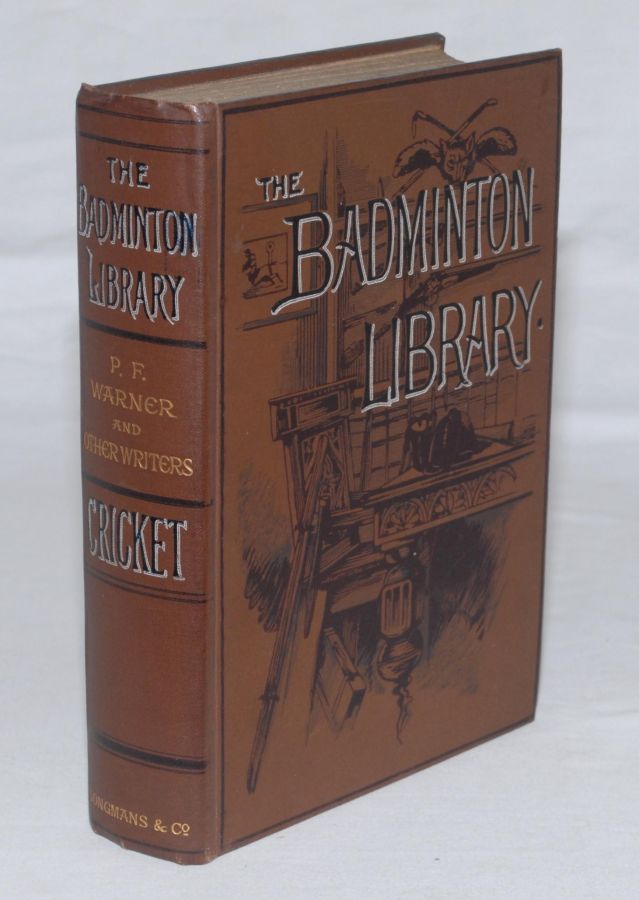 THE
BADMINTON
LIBRARY
P. F.
WARNER
AND
OTHER WRITERS
CRICKET
LONGMANS & Co
THE
BADMINTON
LIBRARY.